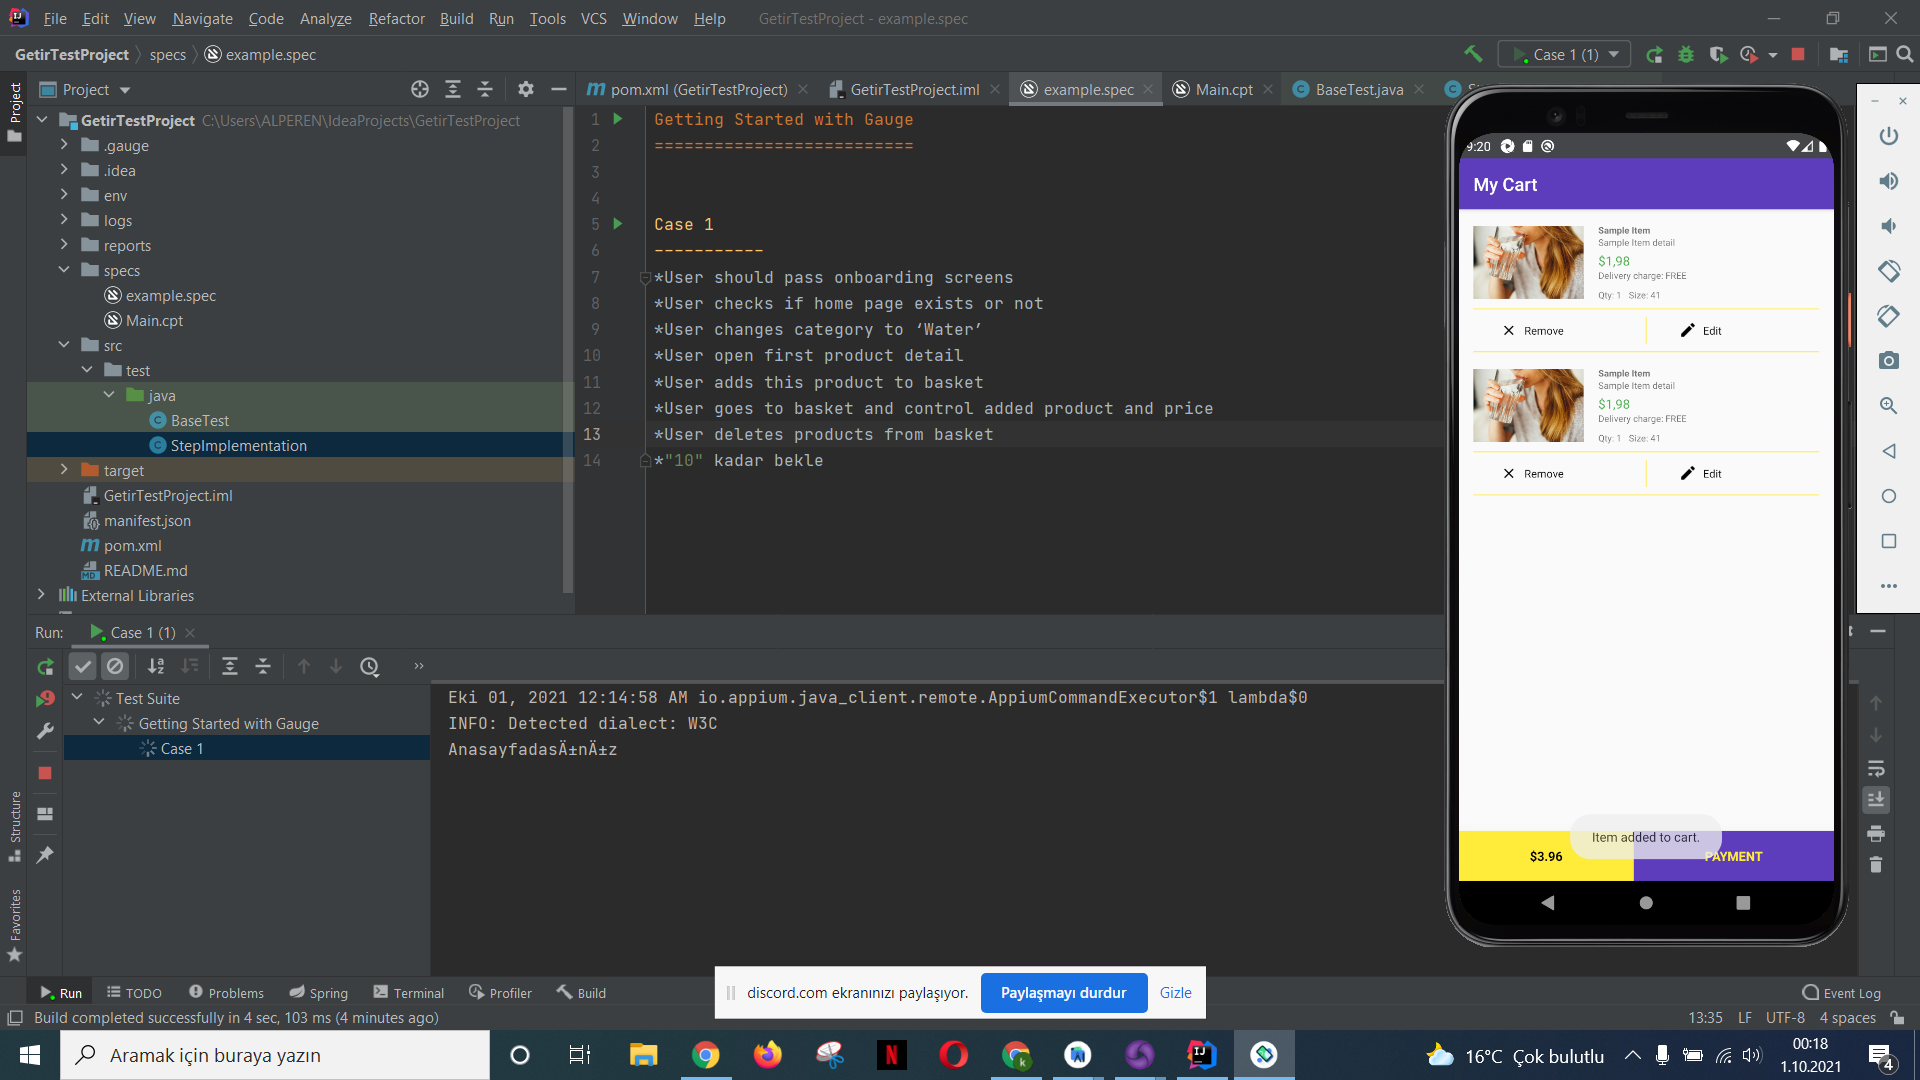 File Edit View Navigate Code Analyze Refactor Build Run Tools VCS Window Help GetirTestProject - example.spec
GetirTestProject specs example.spec
Case 1 (1)
Project
Project
pom.xml (GetirTestProject)
GetirTestProject.iml
example.spec
Main.cpt
BaseTest.java
GetirTestProject C:\Users\ALPEREN\IdeaProjects\GetirTestProject
.gauge
.idea
env
logs
reports
specs
example.spec
Main.cpt
src
test
java
BaseTest
StepImplementation
target
GetirTestProject.iml
manifest.json
pom.xml
README.md
External Libraries
1 Getting Started with Gauge
2 ==========================
3
4
5 Case 1
6 -----------
7 *User should pass onboarding screens
8 *User checks if home page exists or not
9 *User changes category to ‘Water’
10 *User open first product detail
11 *User adds this product to basket
12 *User goes to basket and control added product and price
13 *User deletes products from basket
14 *"10" kadar bekle
9:20
My Cart
Sample Item
Sample Item detail
$1,98
Delivery charge: FREE
Qty: 1 Size: 41
Remove Edit
Sample Item
Sample Item detail
$1,98
Delivery charge: FREE
Qty: 1 Size: 41
Remove Edit
Item added to cart.
$3.96 PAYMENT
Run: Case 1 (1)
Test Suite
Getting Started with Gauge
Case 1
Eki 01, 2021 12:14:58 AM io.appium.java_client.remote.AppiumCommandExecutor$1 lambda$0
INFO: Detected dialect: W3C
AnasayfadasÄ±nÄ±z
Structure
Favorites
discord.com ekranınızı paylaşıyor. Paylaşmayı durdur Gizle
Run TODO Problems Spring Terminal Profiler Build Event Log
Build completed successfully in 4 sec, 103 ms (4 minutes ago)
13:35 LF UTF-8 4 spaces
Aramak için buraya yazın
16°C Çok bulutlu
00:18
1.10.2021
4